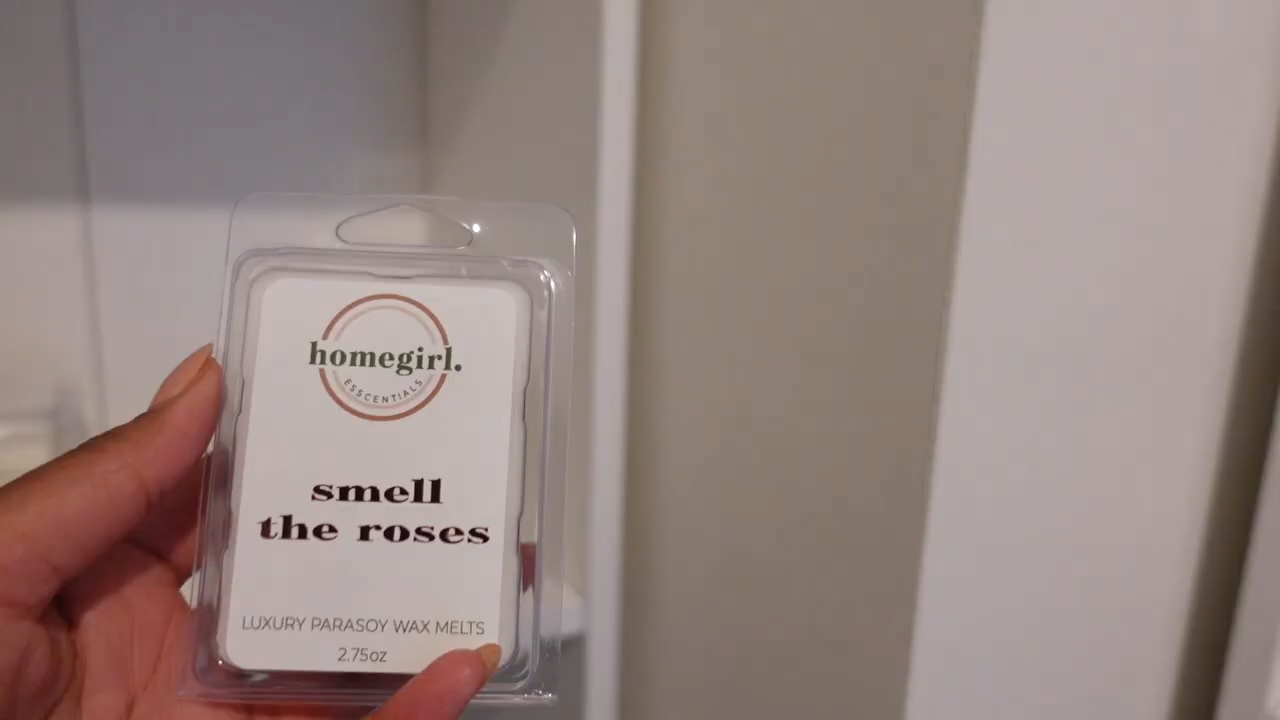 homegirl.
ESSCENTIALS
smell
the roses
LUXURY PARASOY WAX MELTS
2.75oz